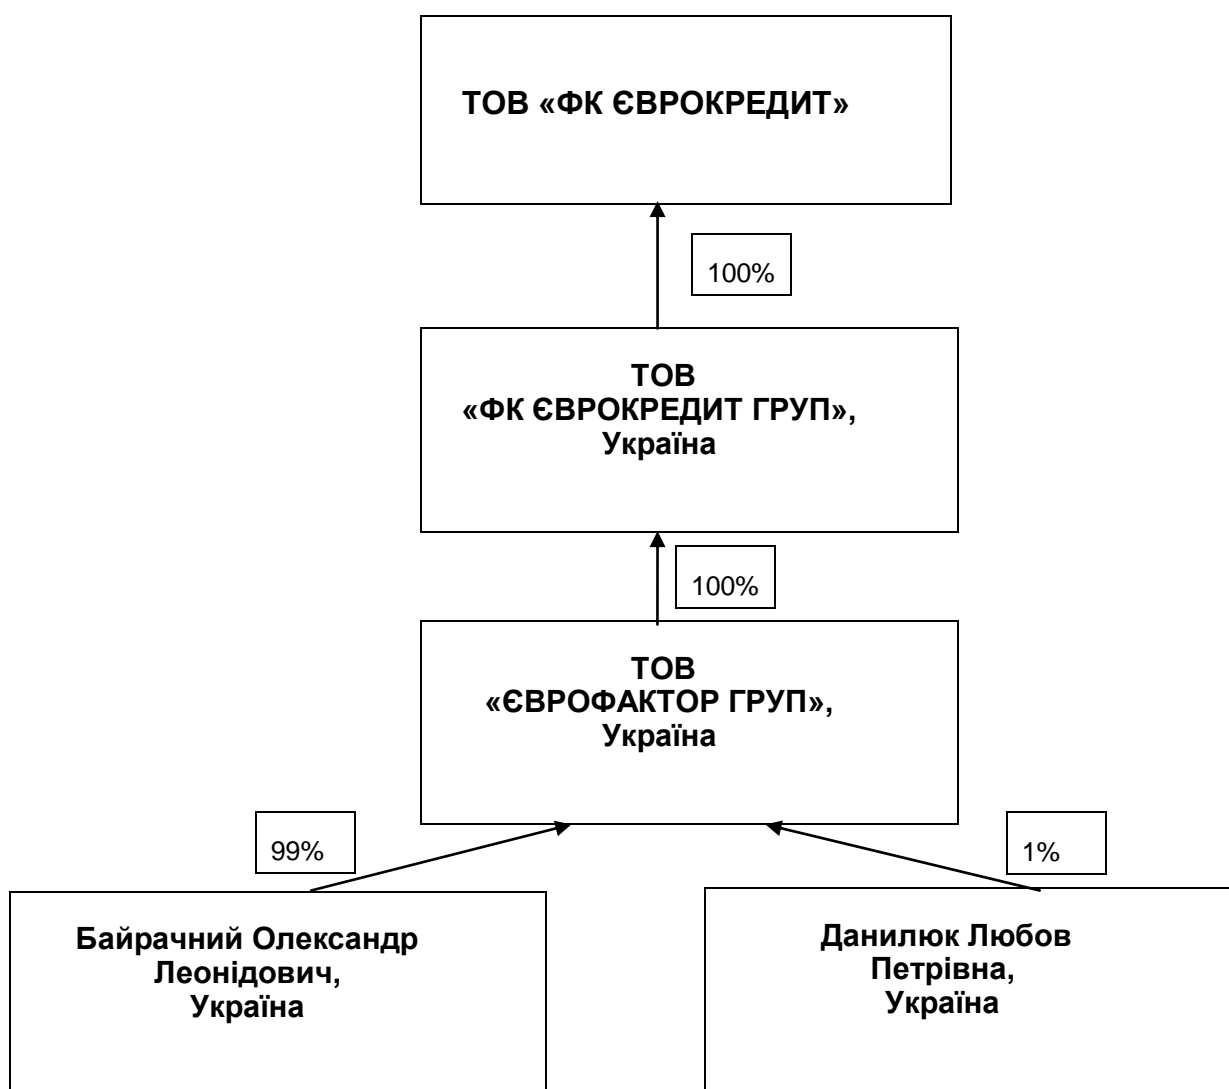 ТОВ «ФК ЄВРОКРЕДИТ»
100%
ТОВ
«ФК ЄВРОКРЕДИТ ГРУП»,
Україна
100%
ТОВ
«ЄВРОФАКТОР ГРУП»,
Україна
99%
1%
Байрачний Олександр
Леонідович,
Україна
Данилюк Любов
Петрівна,
Україна